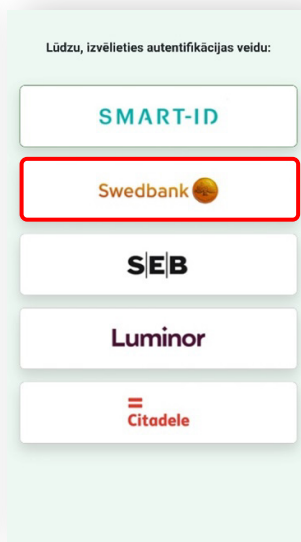 Lūdzu, izvēlieties autentifikācijas veidu:
SMART-ID
Swedbank
SEB
Luminor
Citadele